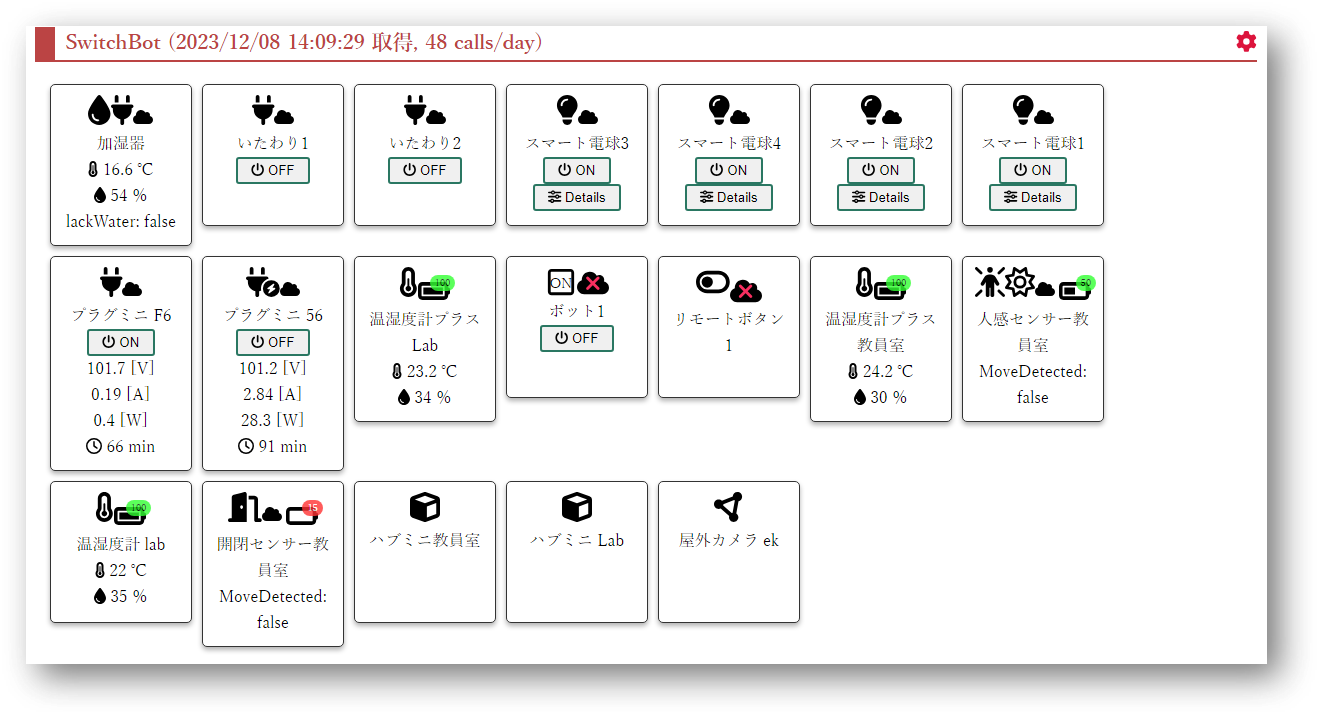 SwitchBot (2023/12/08 14:09:29 取得, 48 calls/day)
加湿器
16.6 ℃
54 %
lackWater: false
いたわり1
OFF
いたわり2
OFF
スマート電球3
ON
Details
スマート電球4
ON
Details
スマート電球2
ON
Details
スマート電球1
ON
Details
プラグミニ F6
ON
101.7 [V]
0.19 [A]
0.4 [W]
66 min
プラグミニ 56
OFF
101.2 [V]
2.84 [A]
28.3 [W]
91 min
100
温湿度計プラス
Lab
23.2 ℃
34 %
ON
ボット1
OFF
リモートボタン
1
100
温湿度計プラス
教員室
24.2 ℃
30 %
50
人感センサー教
員室
MoveDetected:
false
100
温湿度計 lab
22 ℃
35 %
15
開閉センサー教
員室
MoveDetected:
false
ハブミニ教員室
ハブミニ Lab
屋外カメラ ek